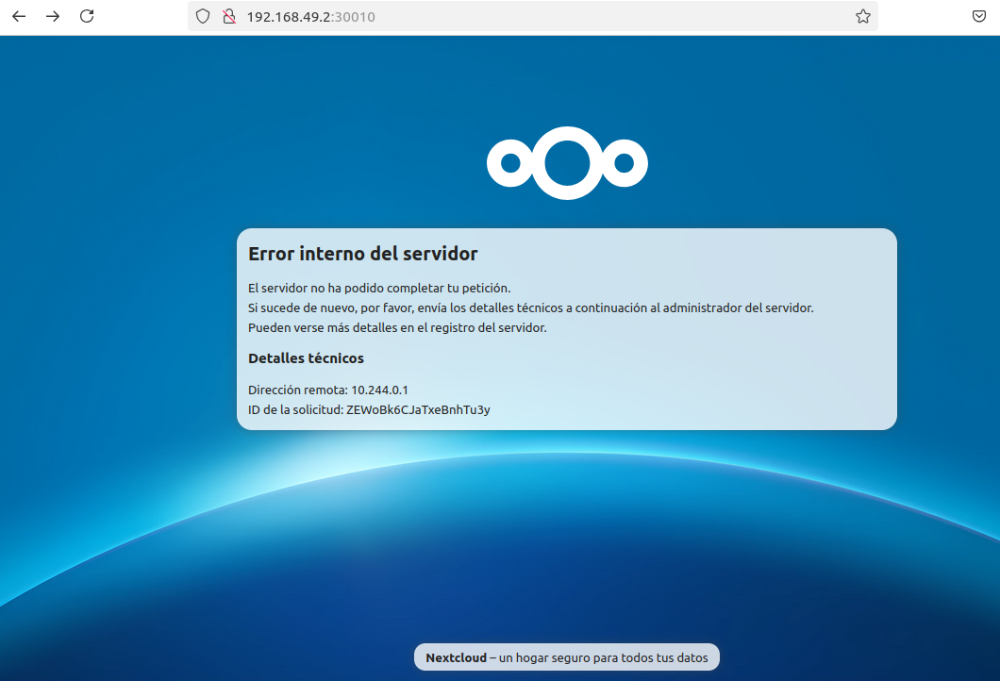 192.168.49.2:30010
Error interno del servidor
El servidor no ha podido completar tu petición.
Si sucede de nuevo, por favor, envía los detalles técnicos a continuación al administrador del servidor.
Pueden verse más detalles en el registro del servidor.
Detalles técnicos
Dirección remota: 10.244.0.1
ID de la solicitud: ZEWoBk6CJaTxeBnhTu3y
Nextcloud – un hogar seguro para todos tus datos